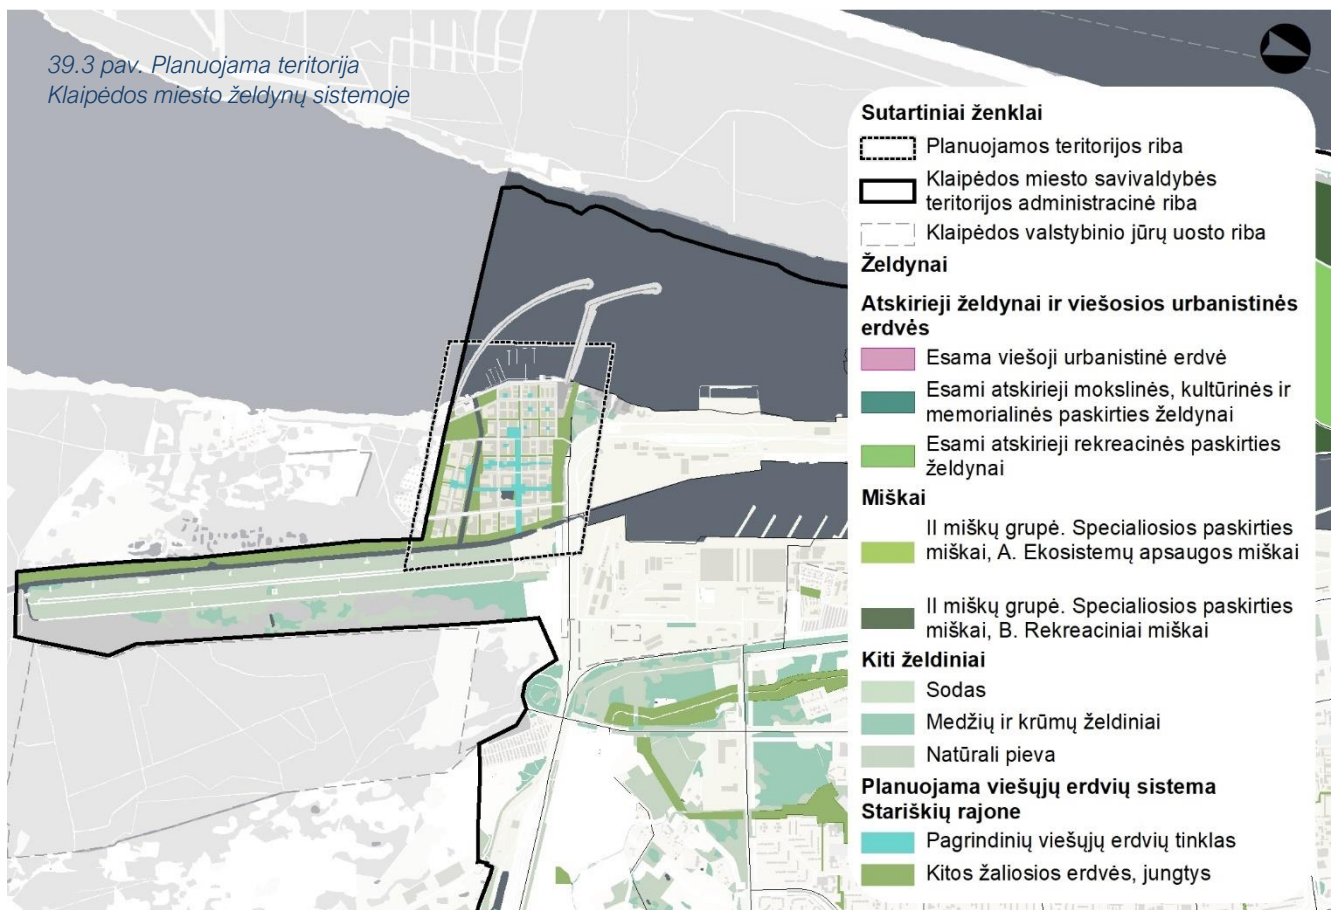 39.3 pav. Planuojama teritorija
Klaipėdos miesto želdynų sistemoje
Sutartiniai ženklai
Planuojamos teritorijos riba
Klaipėdos miesto savivaldybės
teritorijos administracinė riba
Klaipėdos valstybinio jūrų uosto riba
Želdynai
Atskirieji želdynai ir viešosios urbanistinės
erdvės
Esama viešoji urbanistinė erdvė
Esami atskirieji mokslinės, kultūrinės ir
memorialinės paskirties želdynai
Esami atskirieji rekreacinės paskirties
želdynai
Miškai
II miškų grupė. Specialiosios paskirties
miškai, A. Ekosistemų apsaugos miškai
II miškų grupė. Specialiosios paskirties
miškai, B. Rekreaciniai miškai
Kiti želdiniai
Sodas
Medžių ir krūmų želdiniai
Natūrali pieva
Planuojama viešųjų erdvių sistema
Stariškių rajone
Pagrindinių viešųjų erdvių tinklas
Kitos žaliosios erdvės, jungtys